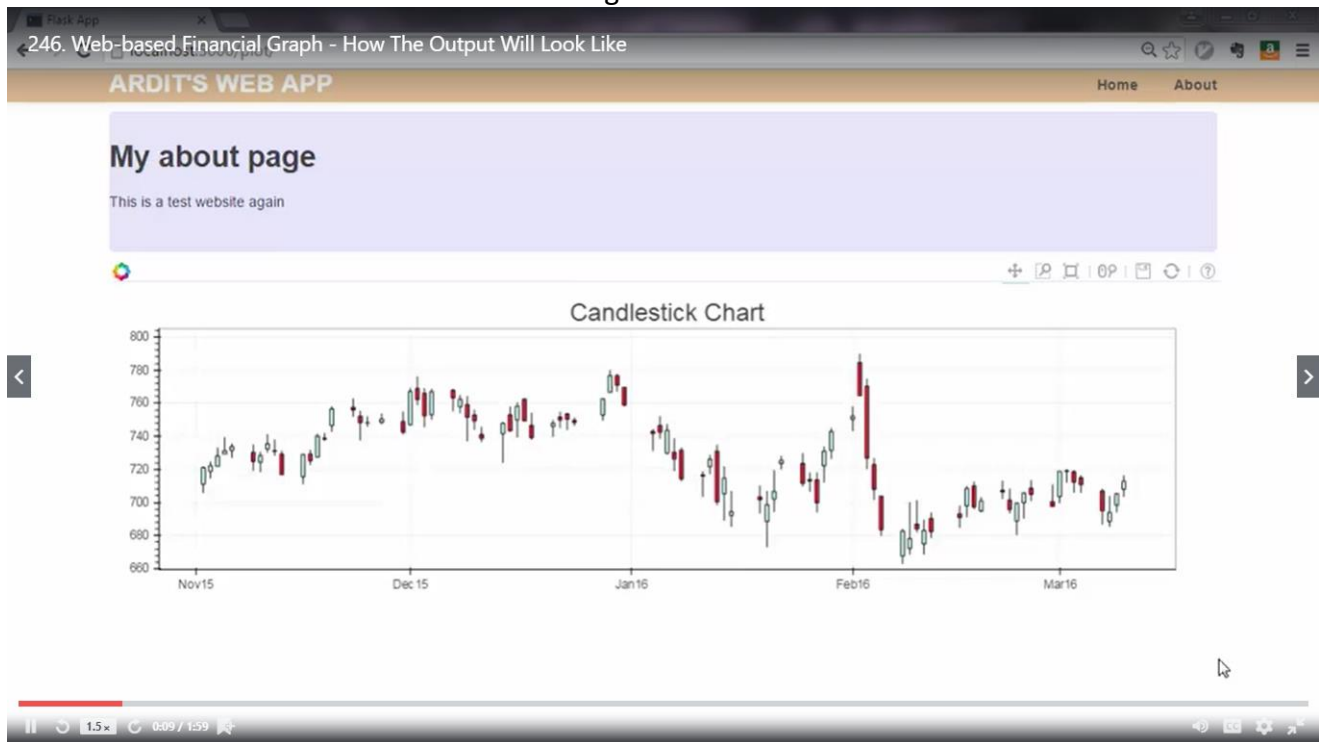 Flask App
246. Web-based Financial Graph - How The Output Will Look Like
ARDIT'S WEB APP
Home About
My about page
This is a test website again
Candlestick Chart
800
780
760
740
720
700
680
660
Nov15 Dec15 Jan16 Feb16 Mar16
1.5x 0:09 / 1:59 CC